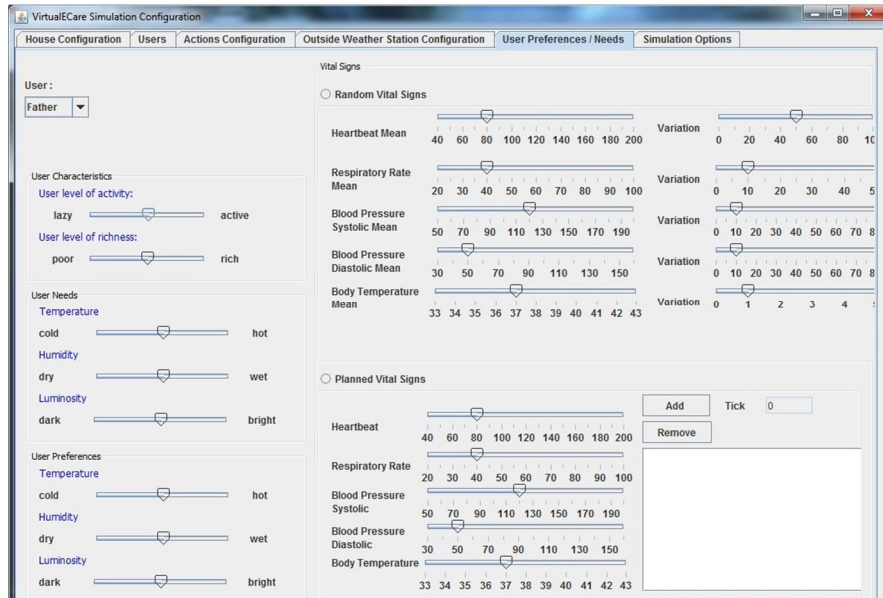 VirtualECare Simulation Configuration
House Configuration Users Actions Configuration Outside Weather Station Configuration User Preferences / Needs Simulation Options
User :
Father
User Characteristics
User level of activity:
lazy active
User level of richness:
poor rich
User Needs
Temperature
cold hot
Humidity
dry wet
Luminosity
dark bright
User Preferences
Temperature
cold hot
Humidity
dry wet
Luminosity
dark bright
Vital Signs
Random Vital Signs
Heartbeat Mean
40 60 80 100 120 140 160 180 200
Variation
0 20 40 60 80 10
Respiratory Rate
Mean
20 30 40 50 60 70 80 90 100
Variation
0 10 20 30 40 5
Blood Pressure
Systolic Mean
50 70 90 110 130 150 170 190
Variation
0 10 20 30 40 50 60 70 8
Blood Pressure
Diastolic Mean
30 50 70 90 110 130 150
Variation
0 10 20 30 40 50 60 70 8
Body Temperature
Mean
33 34 35 36 37 38 39 40 41 42 43
Variation
0 1 2 3 4
Planned Vital Signs
Heartbeat
40 60 80 100 120 140 160 180 200
Respiratory Rate
20 30 40 50 60 70 80 90 100
Blood Pressure
Systolic
50 70 90 110 130 150 170 190
Blood Pressure
Diastolic
30 50 70 90 110 130 150
Body Temperature
33 34 35 36 37 38 39 40 41 42 43
Add Tick 0
Remove